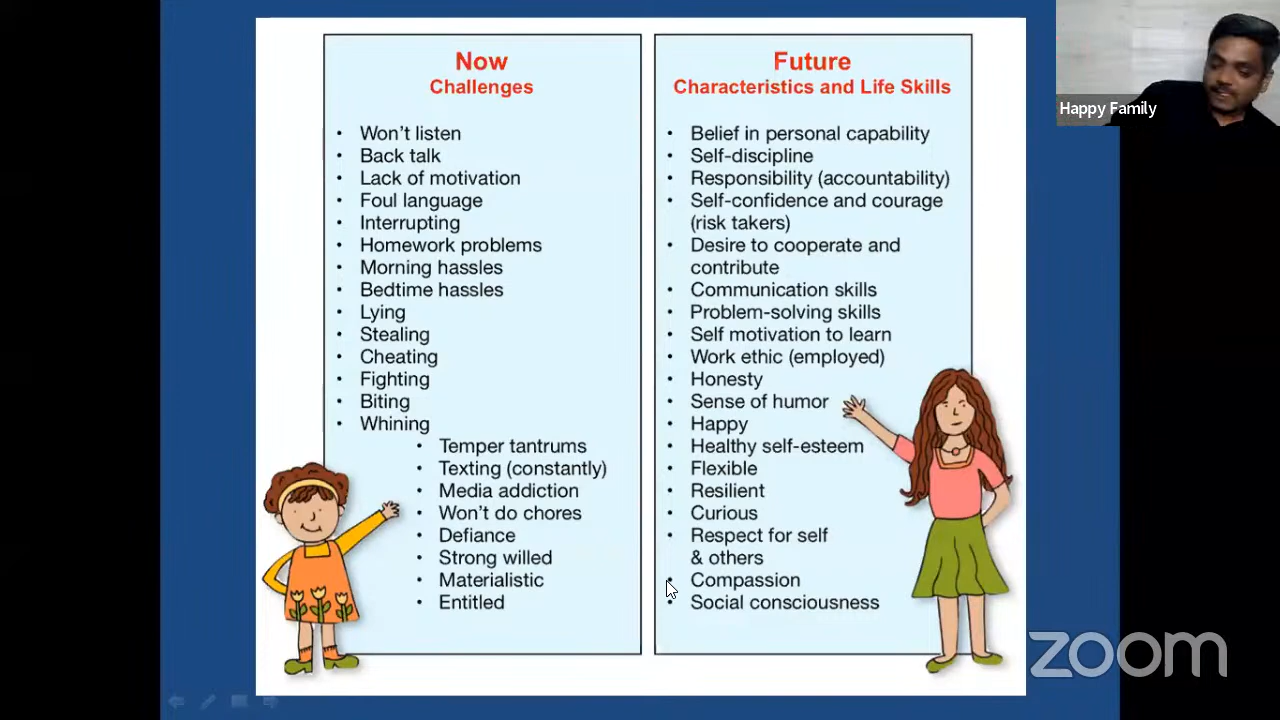 Now
Challenges
• Won't listen
• Back talk
• Lack of motivation
• Foul language
• Interrupting
• Homework problems
• Morning hassles
• Bedtime hassles
• Lying
• Stealing
• Cheating
• Fighting
• Biting
• Whining
• Temper tantrums
• Texting (constantly)
• Media addiction
• Won't do chores
• Defiance
• Strong willed
• Materialistic
• Entitled
Future
Characteristics and Life Skills
• Belief in personal capability
• Self-discipline
• Responsibility (accountability)
• Self-confidence and courage
(risk takers)
• Desire to cooperate and
contribute
• Communication skills
• Problem-solving skills
• Self motivation to learn
• Work ethic (employed)
• Honesty
• Sense of humor
• Happy
• Healthy self-esteem
• Flexible
• Resilient
• Curious
• Respect for self
& others
• Compassion
• Social consciousness
Happy Family
zoom